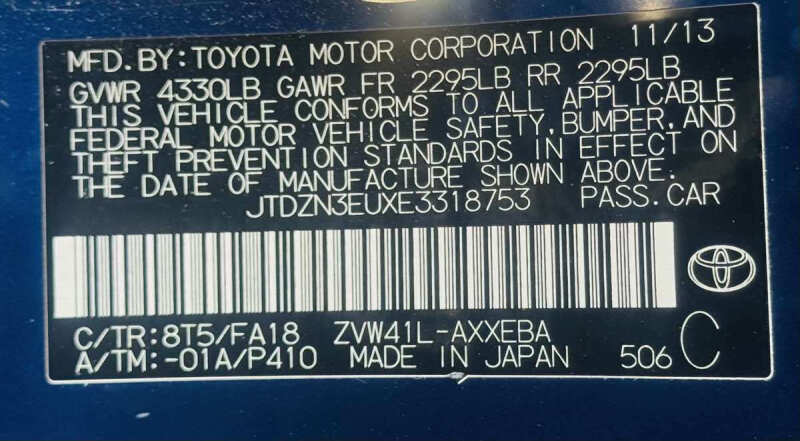 MFD.BY:TOYOTA MOTOR CORPORATION 11/13
GVWR 4330LB GAWR FR 2295LB RR 2295LB
THIS VEHICLE CONFORMS TO ALL APPLICABLE
FEDERAL MOTOR VEHICLE SAFETY,BUMPER,AND
THEFT PREVENTION STANDARDS IN EFFECT ON
THE DATE OF MANUFACTURE SHOWN ABOVE.
JTDZN3EUXE3318753 PASS.CAR
C/TR:8T5/FA18 ZVW41L-AXXEBA
A/TM:-01A/P410 MADE IN JAPAN 506 C